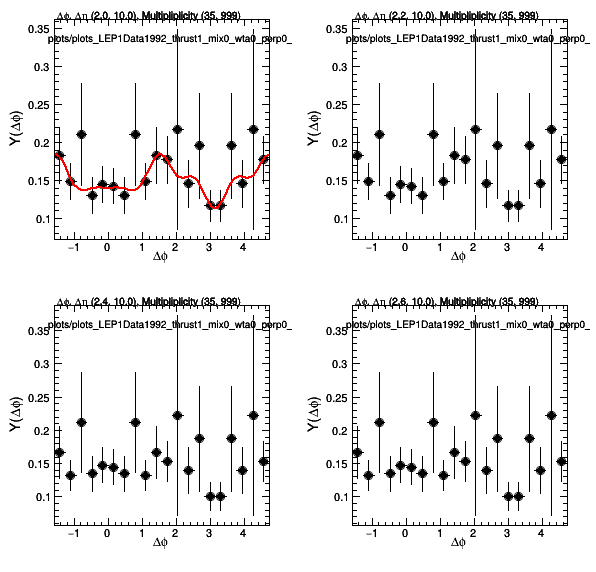 Δϕ, Δη (2.0, 10.0), Multipliplicity (35, 999)
plots/plots_LEP1Data1992_thrust1_mix0_wta0_perp0_
Y(Δϕ)
0.35
0.3
0.25
0.2
0.15
0.1
−1 0 1 2 3 4
Δϕ
Δϕ, Δη (2.2, 10.0), Multipliplicity (35, 999)
plots/plots_LEP1Data1992_thrust1_mix0_wta0_perp0_
Y(Δϕ)
0.35
0.3
0.25
0.2
0.15
0.1
−1 0 1 2 3 4
Δϕ
Δϕ, Δη (2.4, 10.0), Multipliplicity (35, 999)
plots/plots_LEP1Data1992_thrust1_mix0_wta0_perp0_
Y(Δϕ)
0.35
0.3
0.25
0.2
0.15
0.1
−1 0 1 2 3 4
Δϕ
Δϕ, Δη (2.6, 10.0), Multipliplicity (35, 999)
plots/plots_LEP1Data1992_thrust1_mix0_wta0_perp0_
Y(Δϕ)
0.35
0.3
0.25
0.2
0.15
0.1
−1 0 1 2 3 4
Δϕ